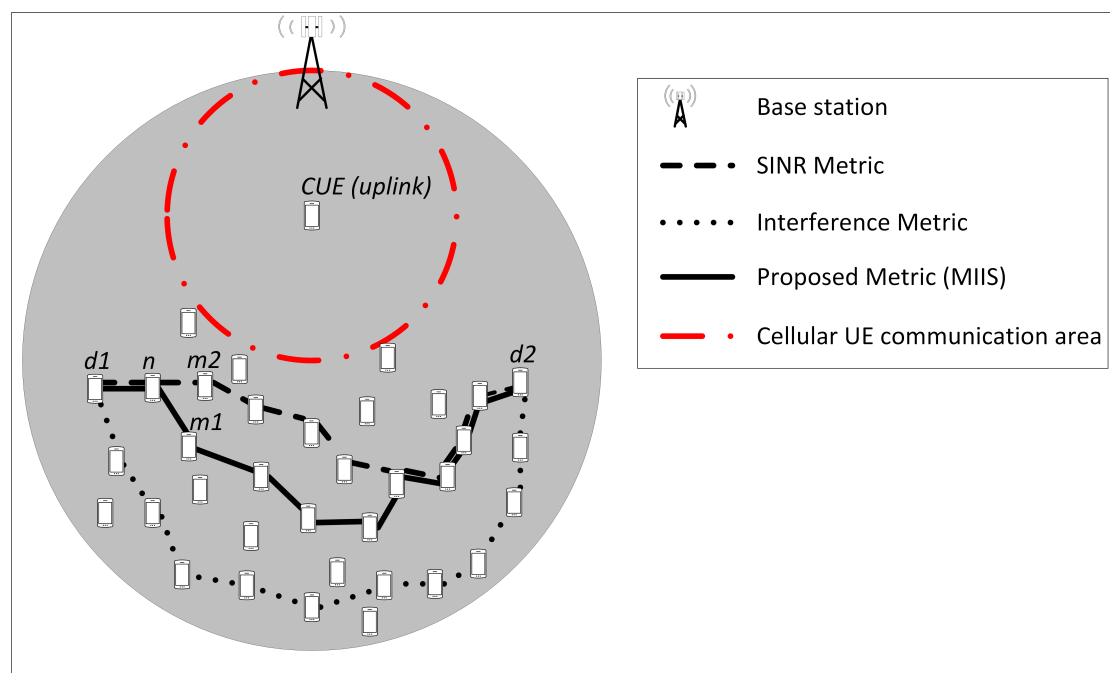 CUE (uplink)
d1
n
m2
d2
m1
Base station
SINR Metric
Interference Metric
Proposed Metric (MIIS)
Cellular UE communication area